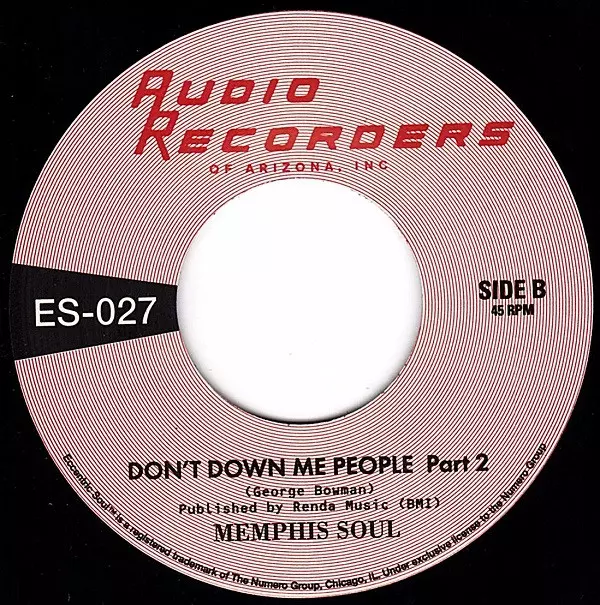 AUDIO
RECORDERS
OF ARIZONA, INC
ES-027
SIDE B
45 RPM
DON'T DOWN ME PEOPLE Part 2
(George Bowman)
Published by Renda Music (BMI)
MEMPHIS SOUL
Eccentric Soul™ is a registered trademark of The Numero Group, Chicago, IL. Under exclusive license to the Numero Group.